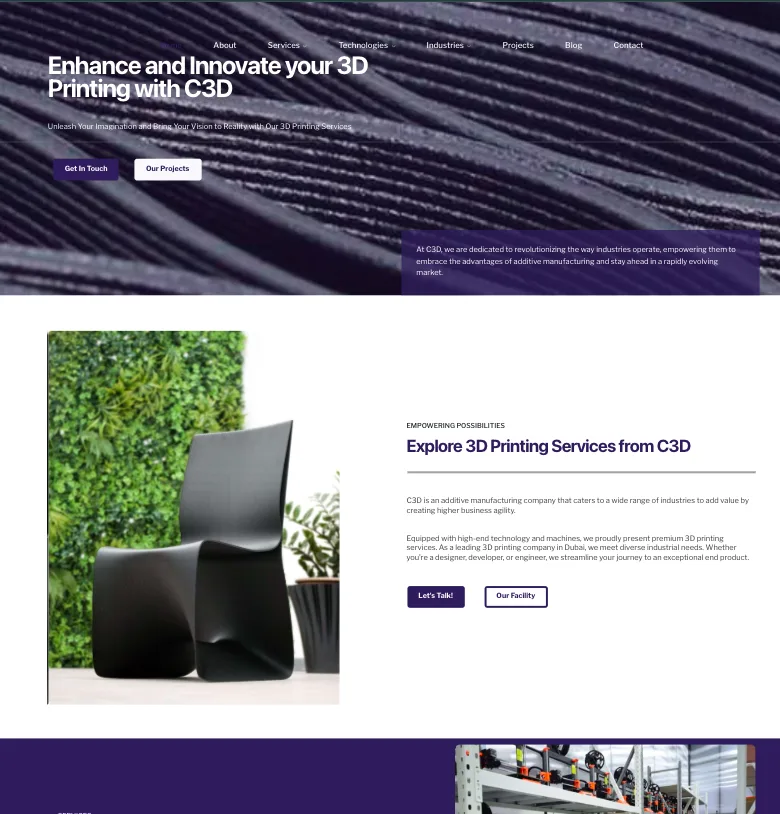 About Services Technologies Industries Projects Blog Contact
Enhance and Innovate your 3D
Printing with C3D
Unleash Your Imagination and Bring Your Vision to Reality with Our 3D Printing Services
Get In Touch Our Projects
At C3D, we are dedicated to revolutionizing the way industries operate, empowering them to
embrace the advantages of additive manufacturing and stay ahead in a rapidly evolving
market.
EMPOWERING POSSIBILITIES
Explore 3D Printing Services from C3D
C3D is an additive manufacturing company that caters to a wide range of industries to add value by
creating higher business agility.
Equipped with high-end technology and machines, we proudly present premium 3D printing
services. As a leading 3D printing company in Dubai, we meet diverse industrial needs. Whether
you're a designer, developer, or engineer, we streamline your journey to an exceptional end product.
Let's Talk! Our Facility